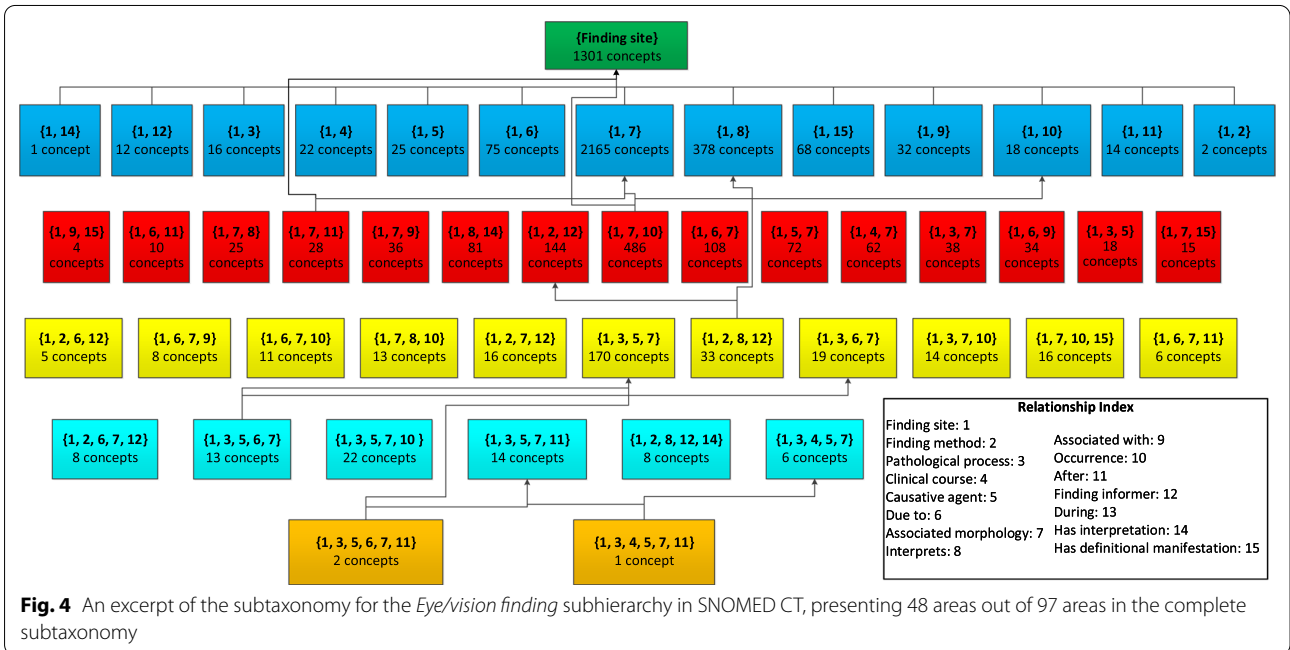 {Finding site}
1301 concepts
{1, 14}
1 concept
{1, 12}
12 concepts
{1, 3}
16 concepts
{1, 4}
22 concepts
{1, 5}
25 concepts
{1, 6}
75 concepts
{1, 7}
2165 concepts
{1, 8}
378 concepts
{1, 15}
68 concepts
{1, 9}
32 concepts
{1, 10}
18 concepts
{1, 11}
14 concepts
{1, 2}
2 concepts
{1, 9, 15}
4
concepts
{1, 6, 11}
10
concepts
{1, 7, 8}
25
concepts
{1, 7, 11}
28
concepts
{1, 7, 9}
36
concepts
{1, 8, 14}
81
concepts
{1, 2, 12}
144
concepts
{1, 7, 10}
486
concepts
{1, 6, 7}
108
concepts
{1, 5, 7}
72
concepts
{1, 4, 7}
62
concepts
{1, 3, 7}
38
concepts
{1, 6, 9}
34
concepts
{1, 3, 5}
18
concepts
{1, 7, 15}
15
concepts
{1, 2, 6, 12}
5 concepts
{1, 6, 7, 9}
8 concepts
{1, 6, 7, 10}
11 concepts
{1, 7, 8, 10}
13 concepts
{1, 2, 7, 12}
16 concepts
{1, 3, 5, 7}
170 concepts
{1, 2, 8, 12}
33 concepts
{1, 3, 6, 7}
19 concepts
{1, 3, 7, 10}
14 concepts
{1, 7, 10, 15}
16 concepts
{1, 6, 7, 11}
6 concepts
{1, 2, 6, 7, 12}
8 concepts
{1, 3, 5, 6, 7}
13 concepts
{1, 3, 5, 7, 10 }
22 concepts
{1, 3, 5, 7, 11}
14 concepts
{1, 2, 8, 12, 14}
8 concepts
{1, 3, 4, 5, 7}
6 concepts
{1, 3, 5, 6, 7, 11}
2 concepts
{1, 3, 4, 5, 7, 11}
1 concept
Relationship Index
Finding site: 1
Finding method: 2
Pathological process: 3
Clinical course: 4
Causative agent: 5
Due to: 6
Associated morphology: 7
Interprets: 8
Associated with: 9
Occurrence: 10
After: 11
Finding informer: 12
During: 13
Has interpretation: 14
Has definitional manifestation: 15
Fig. 4 An excerpt of the subtaxonomy for the Eye/vision finding subhierarchy in SNOMED CT, presenting 48 areas out of 97 areas in the complete
subtaxonomy